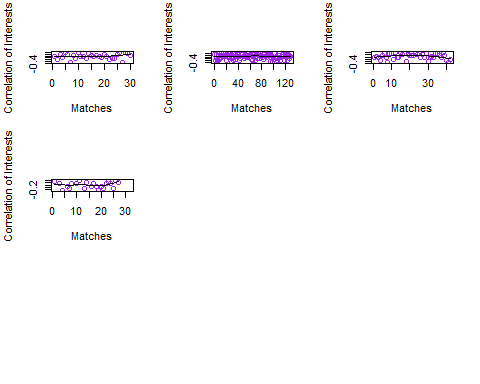 Correlation of Interests
-0.4
0 10 20 30
Matches
Correlation of Interests
-0.4
0 40 80 120
Matches
Correlation of Interests
-0.4
0 10 30
Matches
Correlation of Interests
-0.2
0 10 20 30
Matches